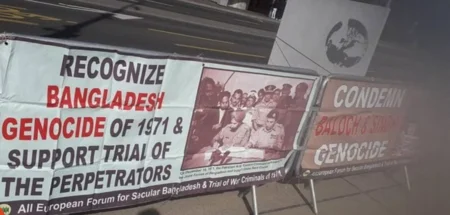 RECOGNIZE
BANGLADESH
GENOCIDE OF 1971 &
SUPPORT TRIAL OF
THE PERPETRATORS
All European Forum for Secular Bangladesh & Trial of War Criminals of 1971
CONDEMN
BALOCH &
GENOCIDE